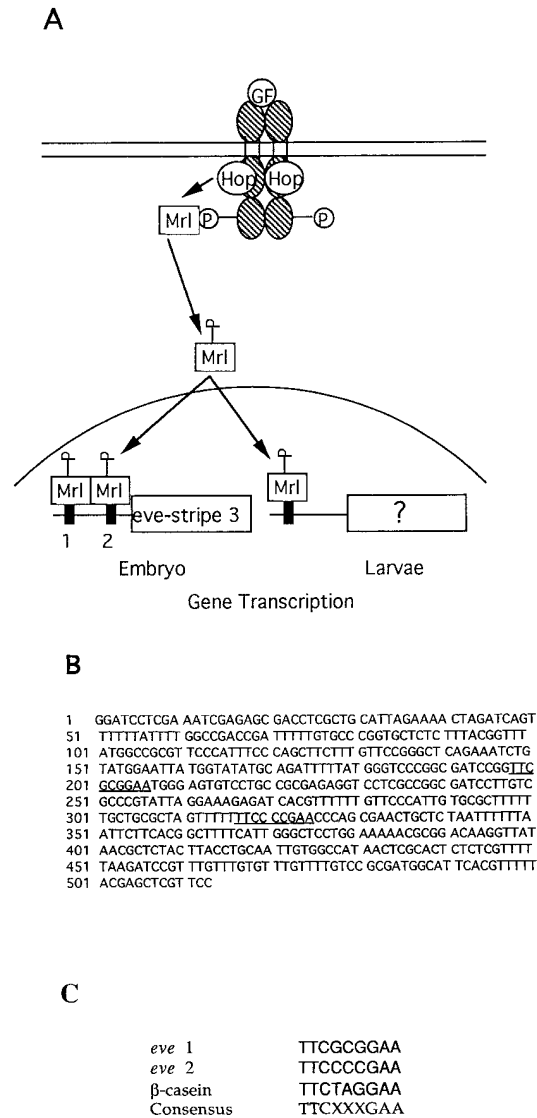 A
GF
Hop Hop
Mrl P P
P
Mrl
P P P
Mrl Mrl Mrl
eve-stripe 3 ?
1 2
Embryo Larvae
Gene Transcription
B
1 GGATCCTCGA AATCGAGAGC GACCTCGCTG CATTAGAAAA CTAGATCAGT
51 TTTTTATTTT GGCCGACCGA TTTTTGTGCC CGGTGCTCTC TTTACGGTTT
101 ATGGCCGCGT TCCCATTTCC CAGCTTCTTT GTTCCGGGCT CAGAAATCTG
151 TATGGAATTA TGGTATATGC AGATTTTTAT GGGTCCCGGC GATCCGGTTC
201 GCGGAATGGG AGTGTCCTGC CGCGAGAGGT CCTCGCCGGC GATCCTTGTC
251 GCCCGTATTA GGAAAGAGAT CACGTTTTTT GTTCCCATTG TGCGCTTTTT
301 TGCTGCGCTA GTTTTTTTCC CCGAACCCAG CGAACTGCTC TAATTTTTTA
351 ATTCTTCACG GCTTTTCATT GGGCTCCTGG AAAAACGCGG ACAAGGTTAT
401 AACGCTCTAC TTACCTGCAA TTGTGGCCAT AACTCGCACT CTCTCGTTTT
451 TAAGATCCGT TTGTTTGTGT TTGTTTTGTCC GCGATGGCAT TCACGTTTTT
501 ACGAGCTCGT TCC
C
eve 1 TTCGCGGAA
eve 2 TTCCCCGAA
β-casein TTCTAGGAA
Consensus TTCXXXGAA